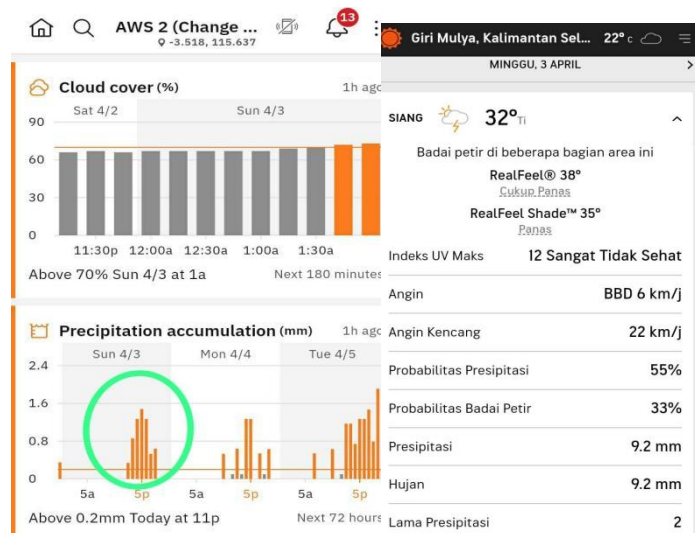 AWS 2 (Change ...
-3.518, 115.637
13
Cloud cover (%)
1h ago
Sat 4/2
Sun 4/3
90
60
30
0
11:30p 12:00a 12:30a 1:00a 1:30a
Above 70% Sun 4/3 at 1a
Next 180 minutes
Precipitation accumulation (mm)
1h ago
Sun 4/3
Mon 4/4
Tue 4/5
2.4
1.6
0.8
0
5a 5p 5a 5p 5a 5p
Above 0.2mm Today at 11p
Next 72 hours
Giri Mulya, Kalimantan Sel... 22° c
MINGGU, 3 APRIL
SIANG 32° Ti
Badai petir di beberapa bagian area ini
RealFeel® 38°
Cukup Panas
RealFeel Shade™ 35°
Panas
Indeks UV Maks 12 Sangat Tidak Sehat
Angin BBD 6 km/j
Angin Kencang 22 km/j
Probabilitas Presipitasi 55%
Probabilitas Badai Petir 33%
Presipitasi 9.2 mm
Hujan 9.2 mm
Lama Presipitasi 2